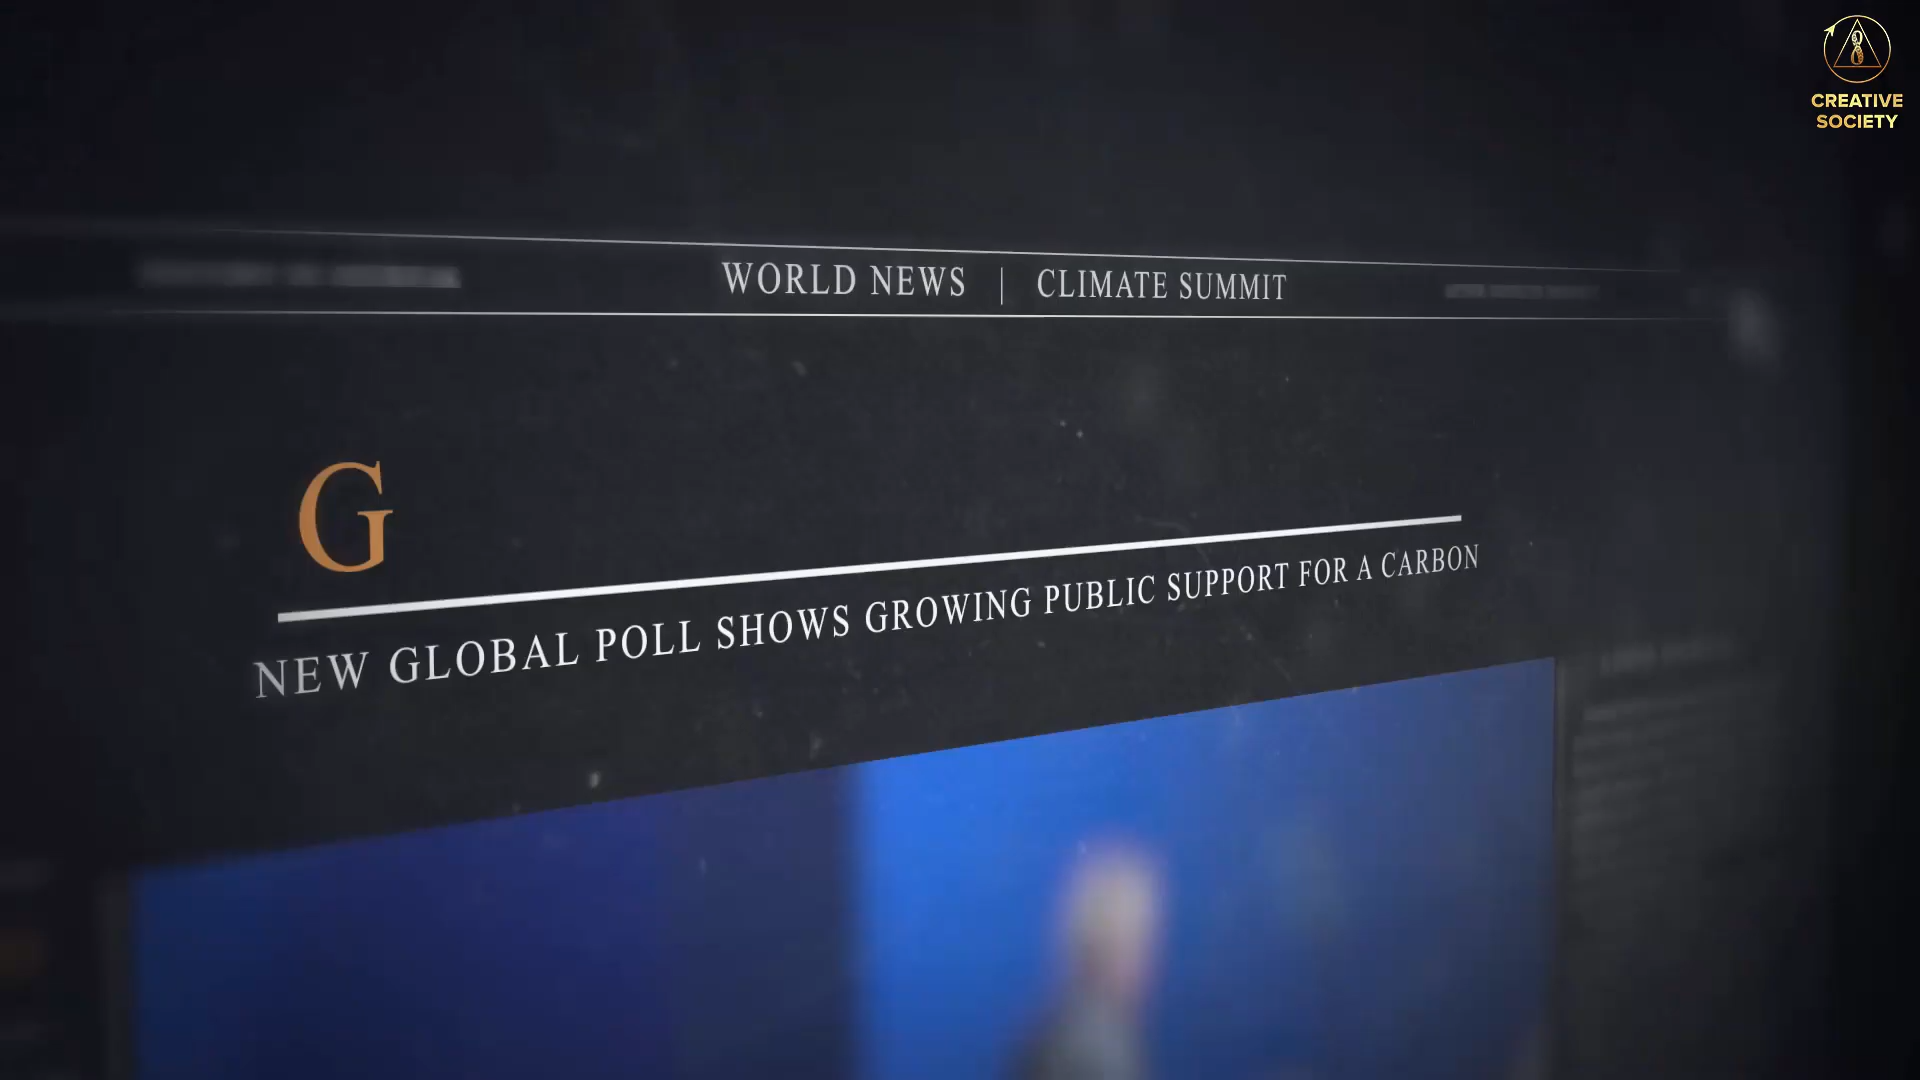 CREATIVE
SOCIETY
WORLD NEWS | CLIMATE SUMMIT
G
NEW GLOBAL POLL SHOWS GROWING PUBLIC SUPPORT FOR A CARBON